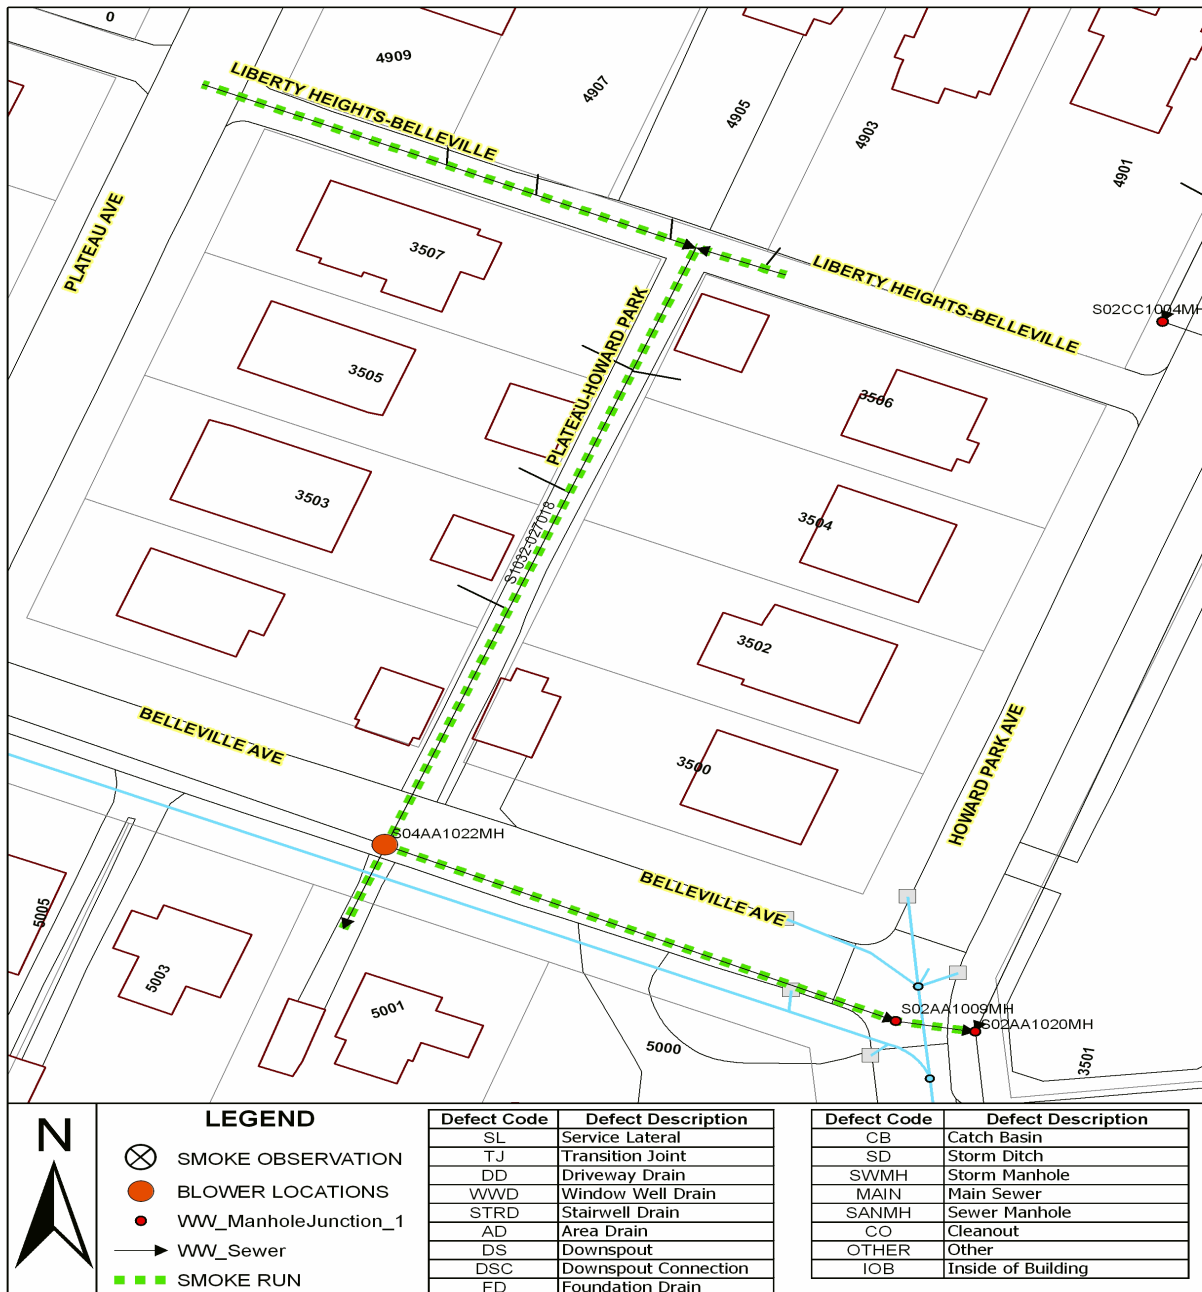 0
4909
4907
4905
4903
4901
LIBERTY HEIGHTS-BELLEVILLE
PLATEAU AVE
3507
LIBERTY HEIGHTS-BELLEVILLE
S02CC1004MH
PLATEAU-HOWARD PARK
3505
3506
3503
3504
S1032-027018
3502
BELLEVILLE AVE
3500
HOWARD PARK AVE
S04AA1022MH
BELLEVILLE AVE
5005
5003
5001
S02AA1009MH
S02AA1020MH
5000
3501
N
LEGEND
SMOKE OBSERVATION
BLOWER LOCATIONS
WW_ManholeJunction_1
WW_Sewer
SMOKE RUN
Defect Code Defect Description
SL Service Lateral
TJ Transition Joint
DD Driveway Drain
WWD Window Well Drain
STRD Stairwell Drain
AD Area Drain
DS Downspout
DSC Downspout Connection
FD Foundation Drain
Defect Code Defect Description
CB Catch Basin
SD Storm Ditch
SWMH Storm Manhole
MAIN Main Sewer
SANMH Sewer Manhole
CO Cleanout
OTHER Other
IOB Inside of Building